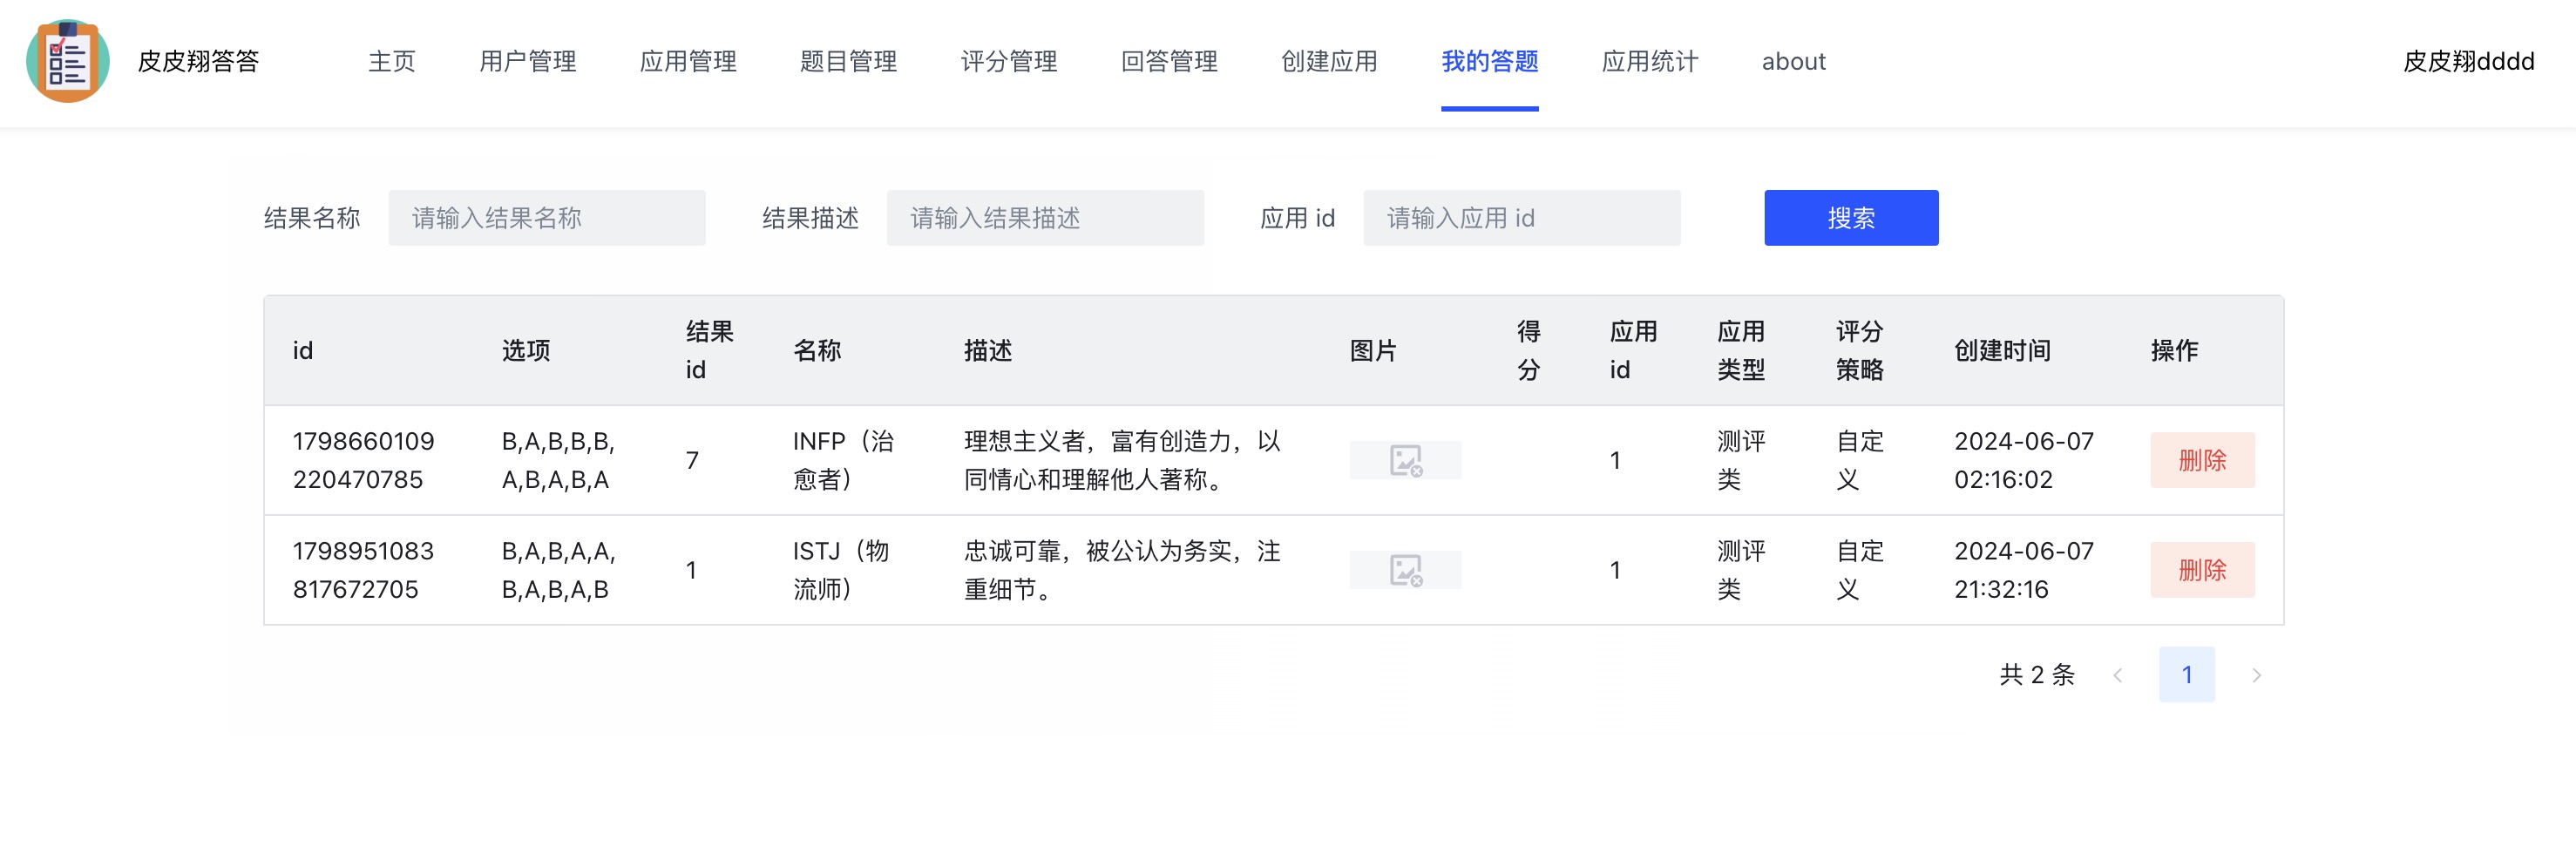 皮皮翔答答 主页 用户管理 应用管理 题目管理 评分管理 回答管理 创建应用 我的答题 应用统计 about 皮皮翔dddd
结果名称 请输入结果名称 结果描述 请输入结果描述 应用 id 请输入应用 id 搜索
id 选项 结果 id 名称 描述 图片 得分 应用 id 应用类型 评分策略 创建时间 操作
1798660109 B,A,B,B,B, 7 INFP（治 理想主义者，富有创造力，以 1 测评 自定 2024-06-07 删除
220470785 A,B,A,B,A 愈者） 同情心和理解他人著称。 类 义 02:16:02
1798951083 B,A,B,A,A, 1 ISTJ（物 忠诚可靠，被公认为务实，注 1 测评 自定 2024-06-07 删除
817672705 B,A,B,A,B 流师） 重细节。 类 义 21:32:16
共 2 条 1